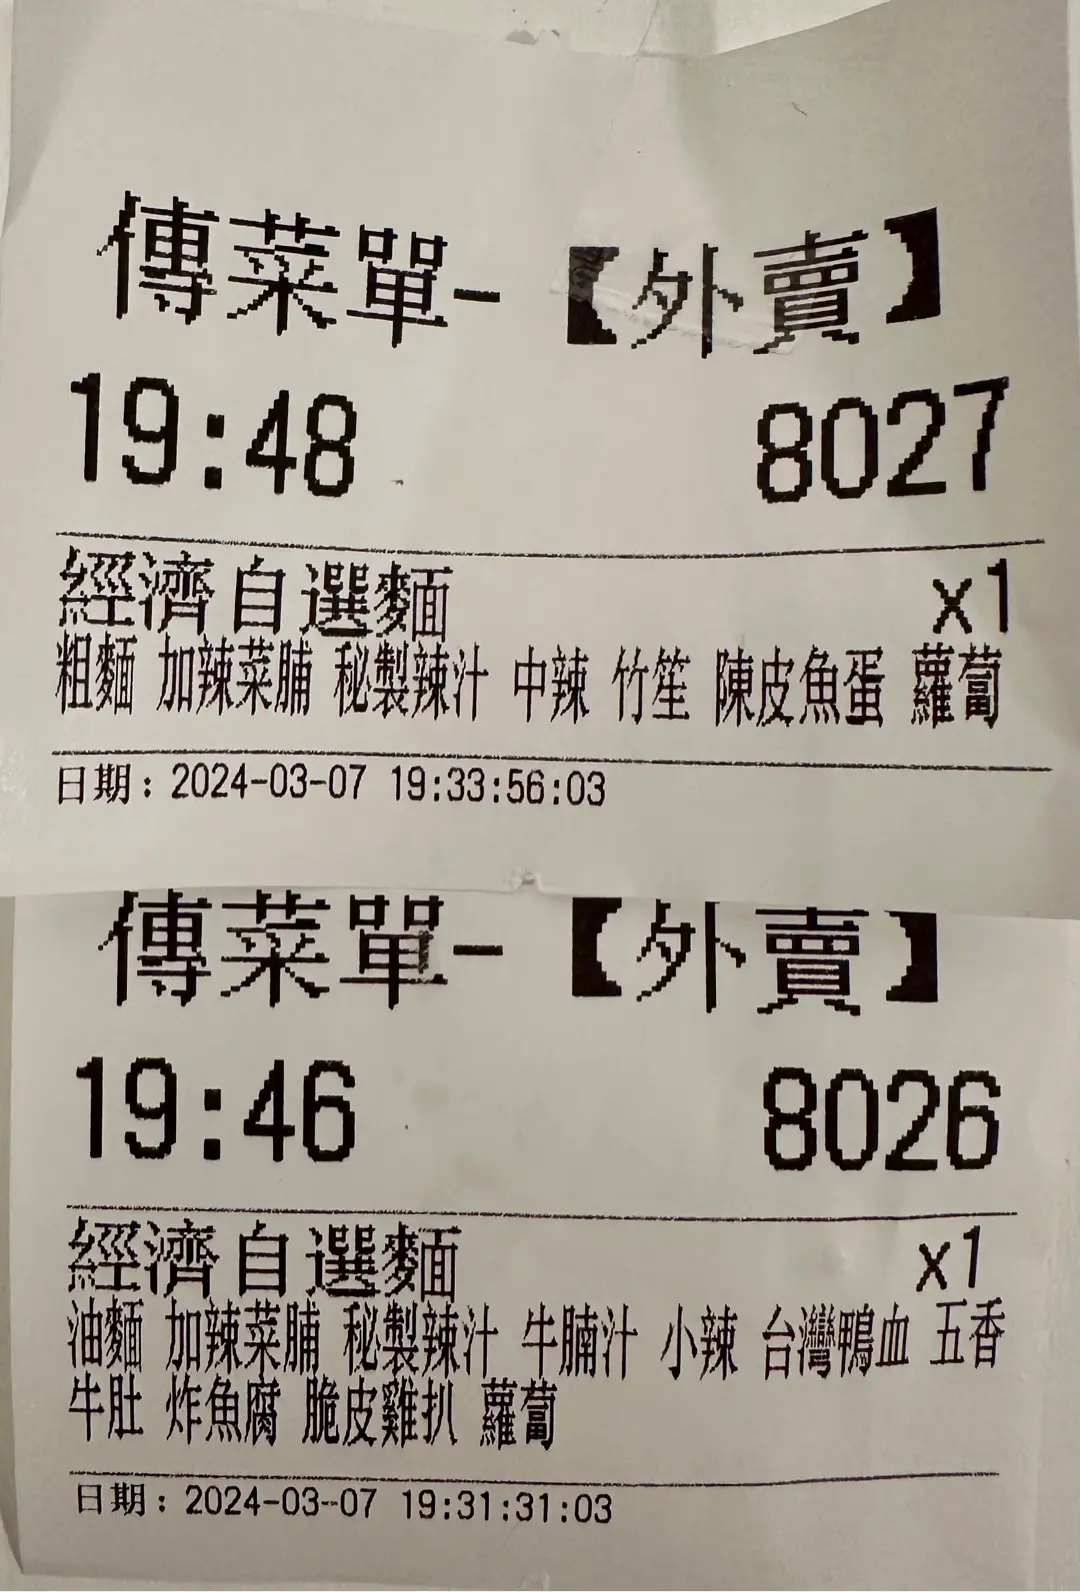 傳菜單-【外賣】
19:48 8027
經濟自選麵 x1
粗麵 加辣菜脯 秘製辣汁 中辣 竹笙 陳皮魚蛋 蘿蔔
日期：2024-03-07 19:33:56:03
傳菜單-【外賣】
19:46 8026
經濟自選麵 x1
油麵 加辣菜脯 秘製辣汁 牛腩汁 小辣 台灣鴨血 五香
牛肚 炸魚腐 脆皮雞扒 蘿蔔
日期：2024-03-07 19:31:31:03